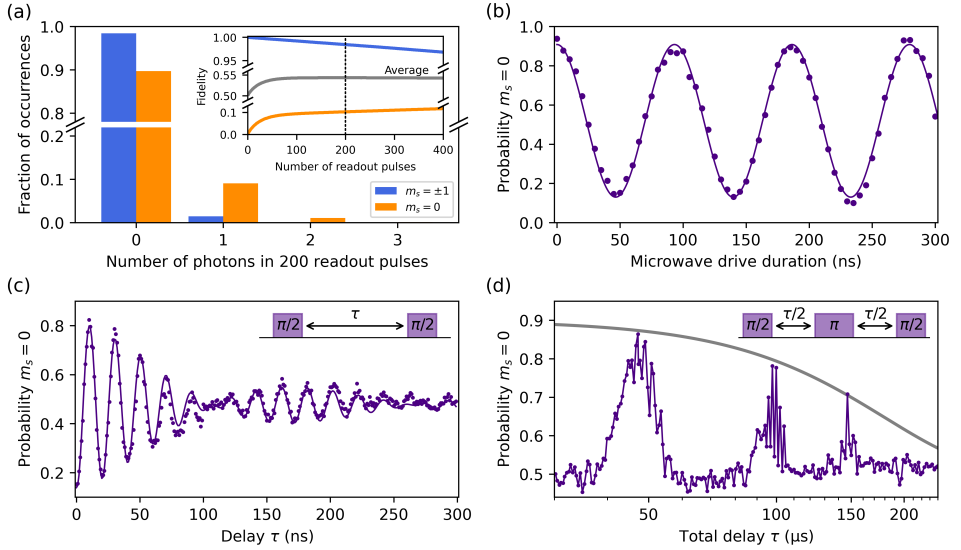 (a)
1.0
0.9
0.8
0.2
0.1
0.0
Fraction of occurrences
0
1
2
3
Number of photons in 200 readout pulses
1.00
0.95
0.55
0.50
0.1
0.0
Fidelity
Average
0
100
200
300
400
Number of readout pulses
m_s = ±1
m_s = 0
(b)
1.0
0.8
0.6
0.4
0.2
0.0
Probability m_s = 0
0
50
100
150
200
250
300
Microwave drive duration (ns)
(c)
0.8
0.6
0.4
0.2
Probability m_s = 0
π/2
τ
π/2
0
50
100
150
200
250
300
Delay τ (ns)
(d)
0.9
0.8
0.7
0.6
0.5
Probability m_s = 0
π/2
τ/2
π
τ/2
π/2
50
100
150
200
Total delay τ (μs)